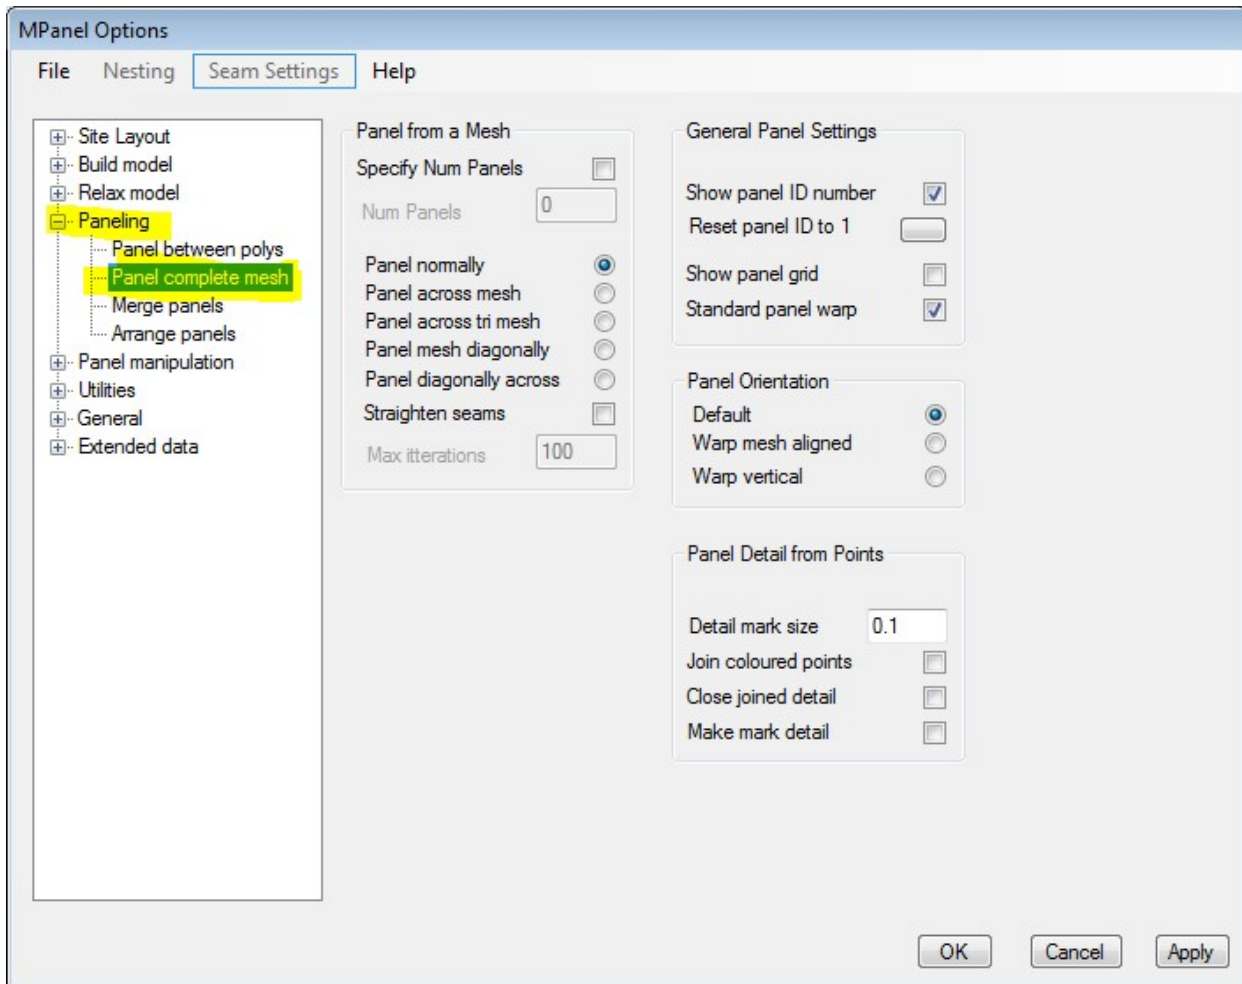 MPanel Options
File Nesting Seam Settings Help
Site Layout
Build model
Relax model
Paneling
Panel between polys
Panel complete mesh
Merge panels
Arrange panels
Panel manipulation
Utilities
General
Extended data
Panel from a Mesh
Specify Num Panels
Num Panels 0
Panel normally
Panel across mesh
Panel across tri mesh
Panel mesh diagonally
Panel diagonally across
Straighten seams
Max itterations 100
General Panel Settings
Show panel ID number
Reset panel ID to 1
Show panel grid
Standard panel warp
Panel Orientation
Default
Warp mesh aligned
Warp vertical
Panel Detail from Points
Detail mark size 0.1
Join coloured points
Close joined detail
Make mark detail
OK Cancel Apply